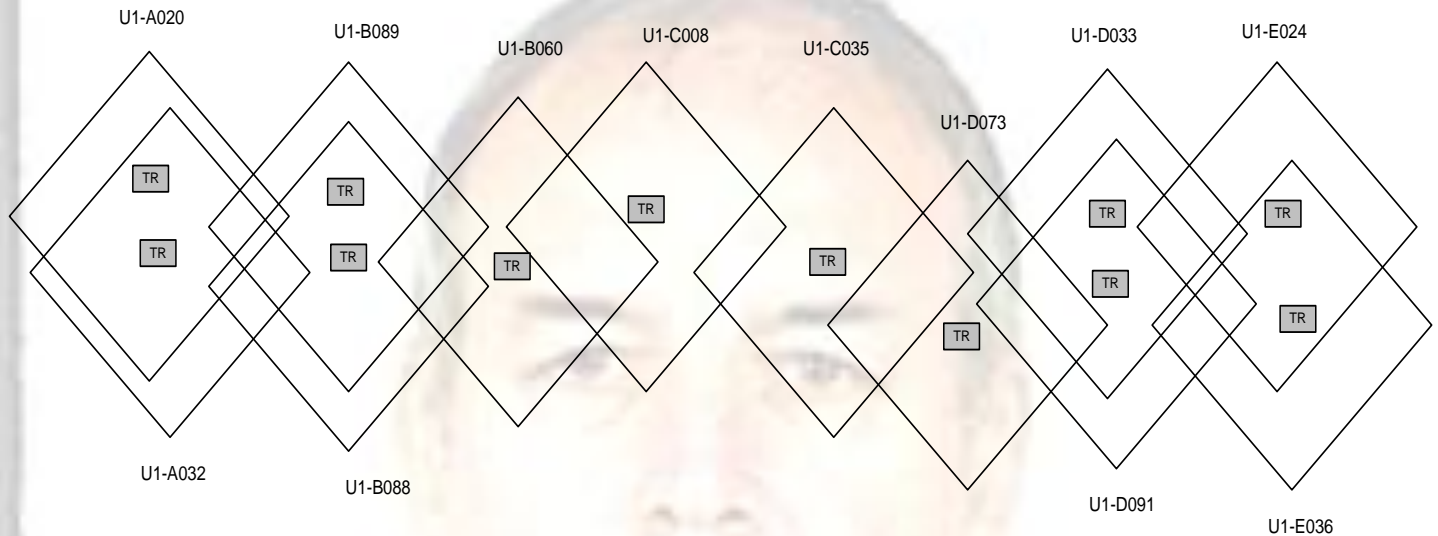 U1-A020
U1-B089
U1-B060
U1-C008
U1-C035
U1-D073
U1-D033
U1-E024
TR
TR
TR
TR
TR
TR
TR
TR
TR
TR
TR
TR
U1-A032
U1-B088
U1-D091
U1-E036